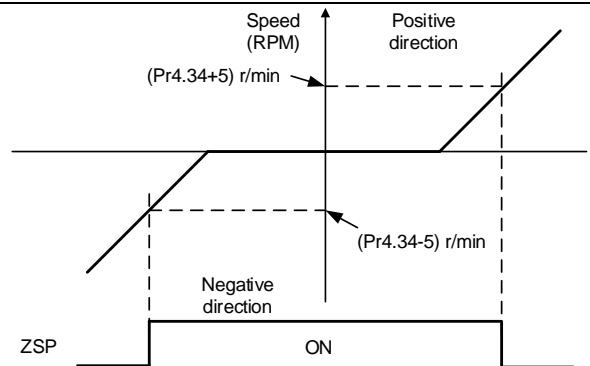 Speed
(RPM)
Positive
direction
(Pr4.34+5) r/min
(Pr4.34-5) r/min
Negative
direction
ZSP
ON